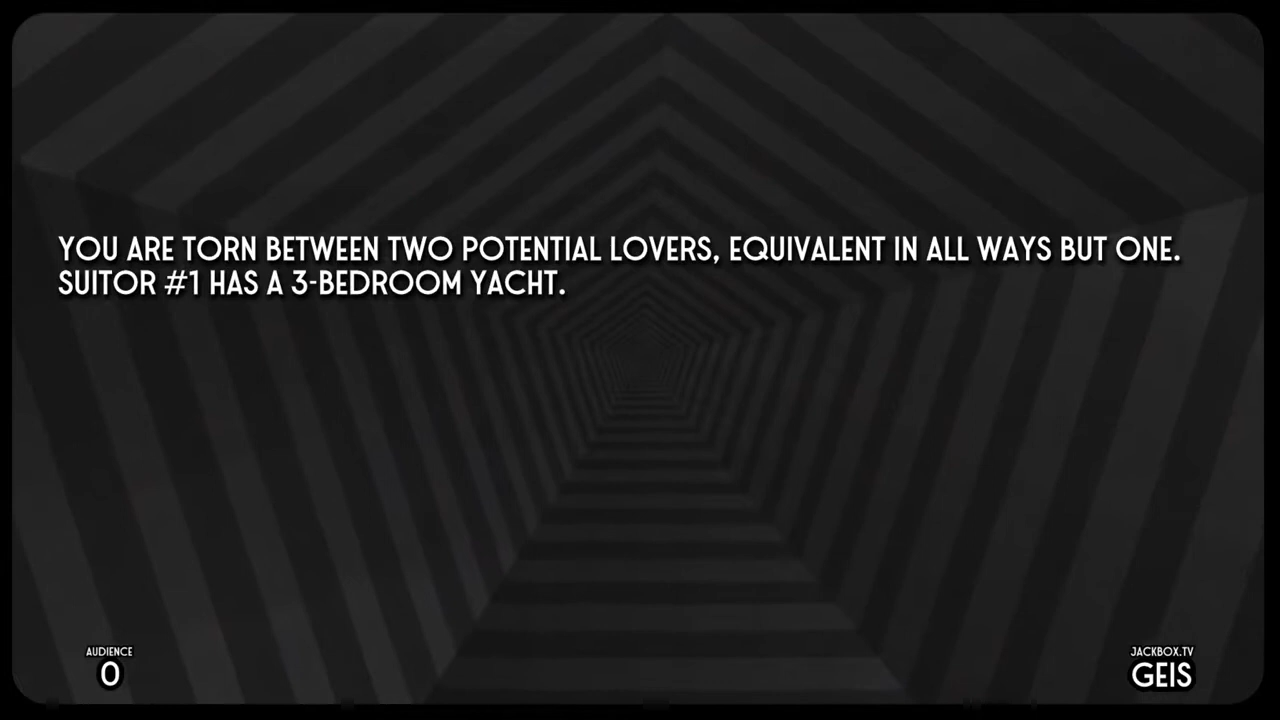 YOU ARE TORN BETWEEN TWO POTENTIAL LOVERS, EQUIVALENT IN ALL WAYS BUT ONE.
SUITOR #1 HAS A 3-BEDROOM YACHT.
AUDIENCE
0
JACKBOX.TV
GEIS